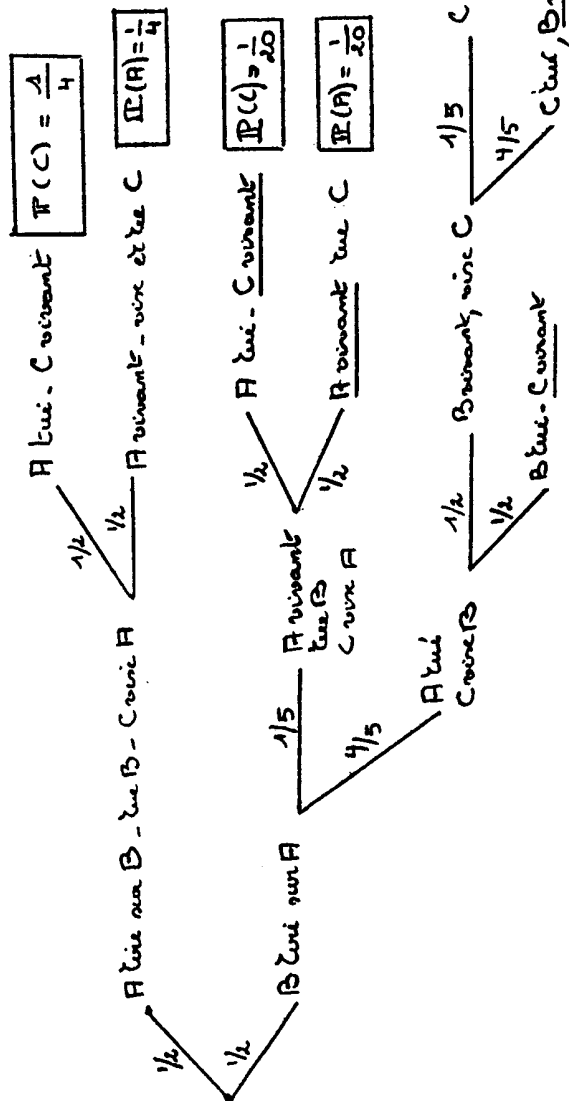 1/2
A tire sur B - tue B - C vise A
1/2
A tué - C vivant
P(C) = 1/4
1/2
A vivant - vise et tue C
P(A) = 1/4
1/2
B tire sur A
1/5
A vivant
tue B
C vise A
1/2
A tué - C vivant
P(C) = 1/20
1/2
A vivant tue C
P(A) = 1/20
4/5
A tué
C vise B
1/2
B vivant, vise C
1/5
C
4/5
C tué, B
1/2
B tué - C vivant